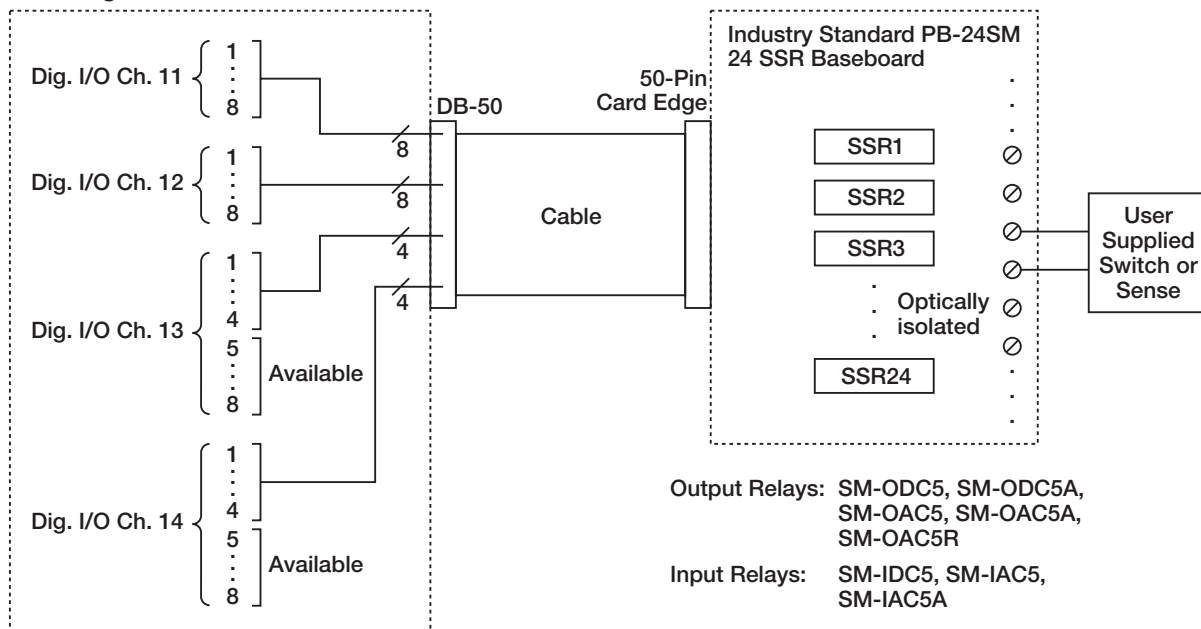 Dig. I/O Ch. 11
1
8
Dig. I/O Ch. 12
1
8
Dig. I/O Ch. 13
1
4
5
8
Available
Dig. I/O Ch. 14
1
4
5
8
Available
8
8
4
4
DB-50
Cable
50-Pin
Card Edge
Industry Standard PB-24SM
24 SSR Baseboard
SSR1
SSR2
SSR3
Optically
isolated
SSR24
User
Supplied
Switch or
Sense
Output Relays: SM-ODC5, SM-ODC5A,
SM-OAC5, SM-OAC5A,
SM-OAC5R
Input Relays: SM-IDC5, SM-IAC5,
SM-IAC5A